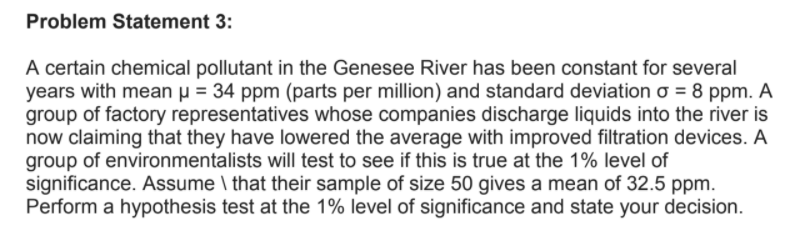 Problem Statement 3:
A certain chemical pollutant in the Genesee River has been constant for several
years with mean μ = 34 ppm (parts per million) and standard deviation σ = 8 ppm. A
group of factory representatives whose companies discharge liquids into the river is
now claiming that they have lowered the average with improved filtration devices. A
group of environmentalists will test to see if this is true at the 1% level of
significance. Assume \ that their sample of size 50 gives a mean of 32.5 ppm.
Perform a hypothesis test at the 1% level of significance and state your decision.